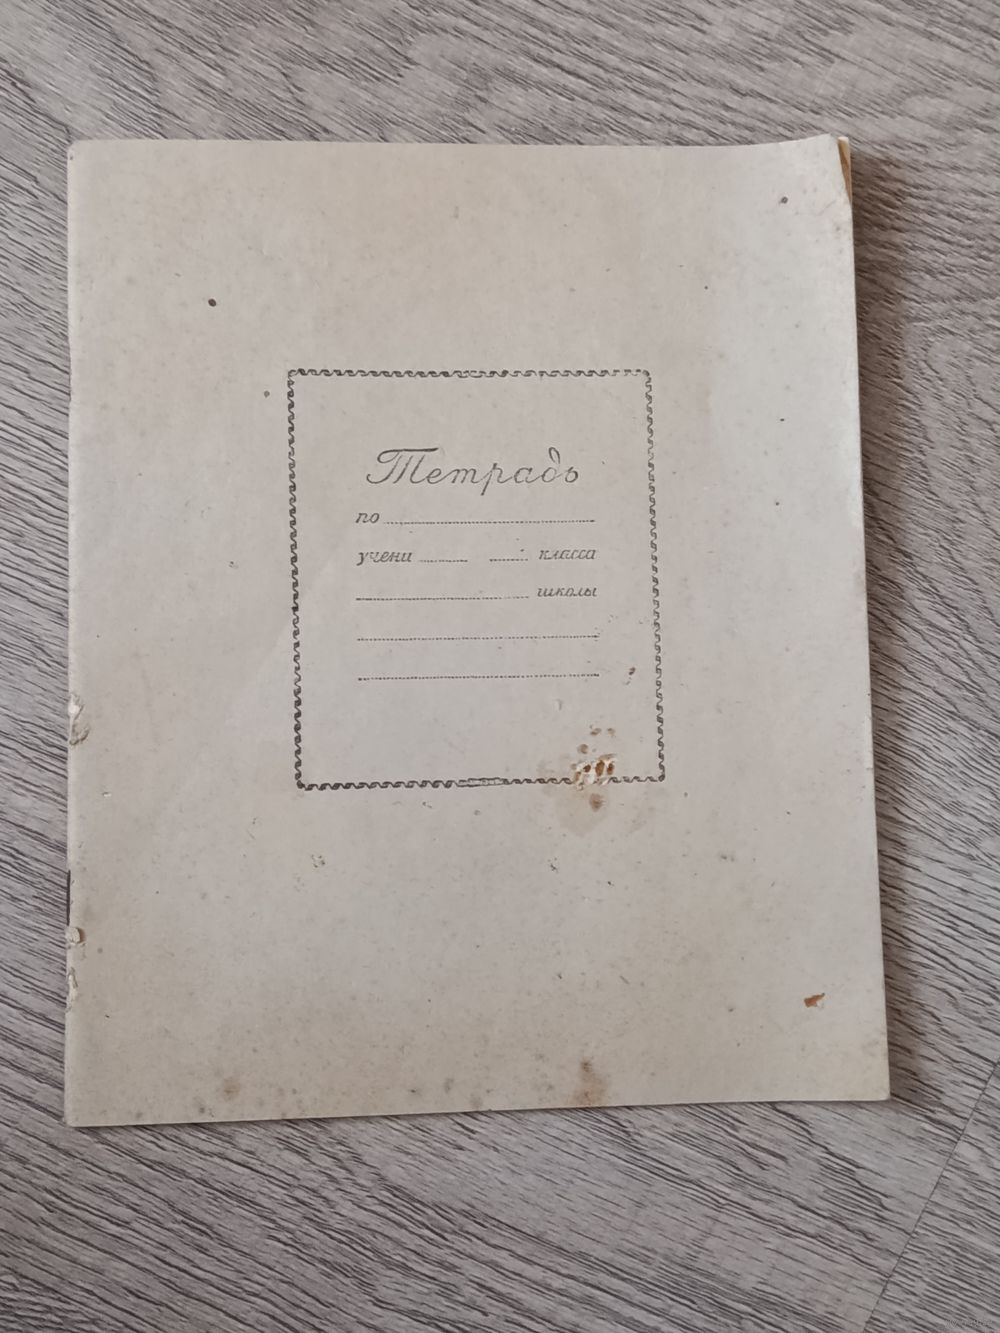 Тетрадь
по
учени класса
школы